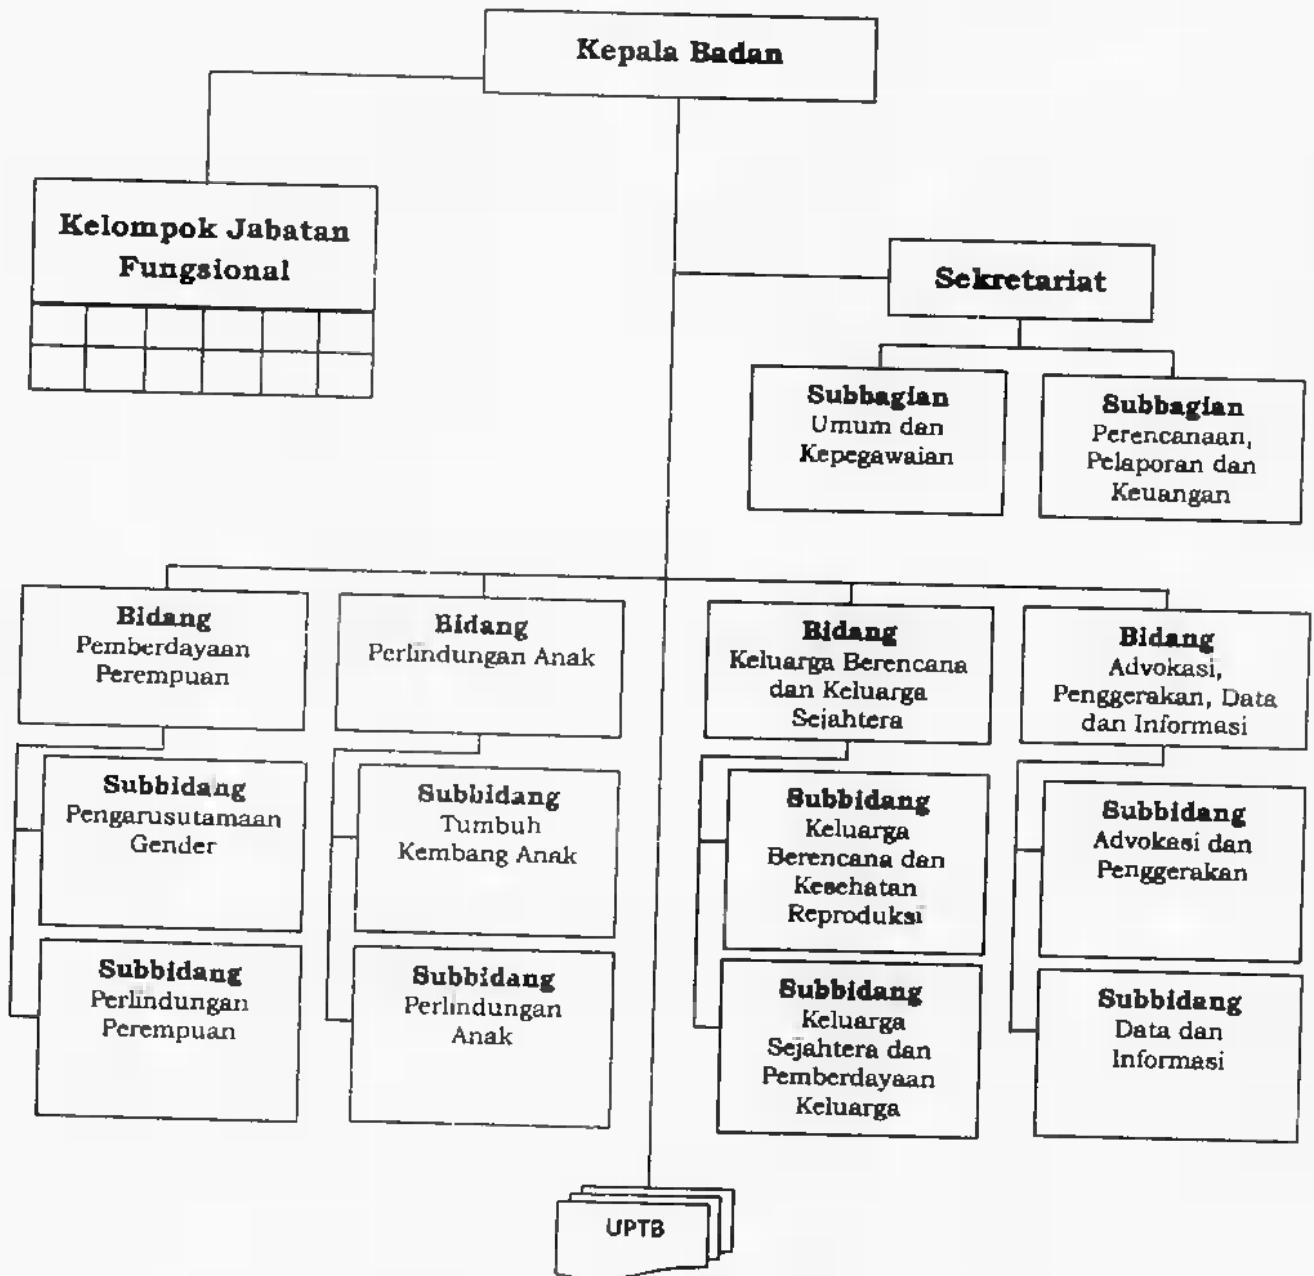 Kepala Badan
Kelompok Jabatan
Fungsional
Sekretariat
Subbagian
Umum dan
Kepegawaian
Subbagian
Perencanaan,
Pelaporan dan
Keuangan
Bidang
Pemberdayaan
Perempuan
Bidang
Perlindungan Anak
Bidang
Keluarga Berencana
dan Keluarga
Sejahtera
Bidang
Advokasi,
Penggerakan, Data
dan Informasi
Subbidang
Pengarusutamaan
Gender
Subbidang
Tumbuh
Kembang Anak
Subbidang
Keluarga
Berencana dan
Kesehatan
Reproduksi
Subbidang
Advokasi dan
Penggerakan
Subbidang
Perlindungan
Perempuan
Subbidang
Perlindungan
Anak
Subbidang
Keluarga
Sejahtera dan
Pemberdayaan
Keluarga
Subbidang
Data dan
Informasi
UPTB